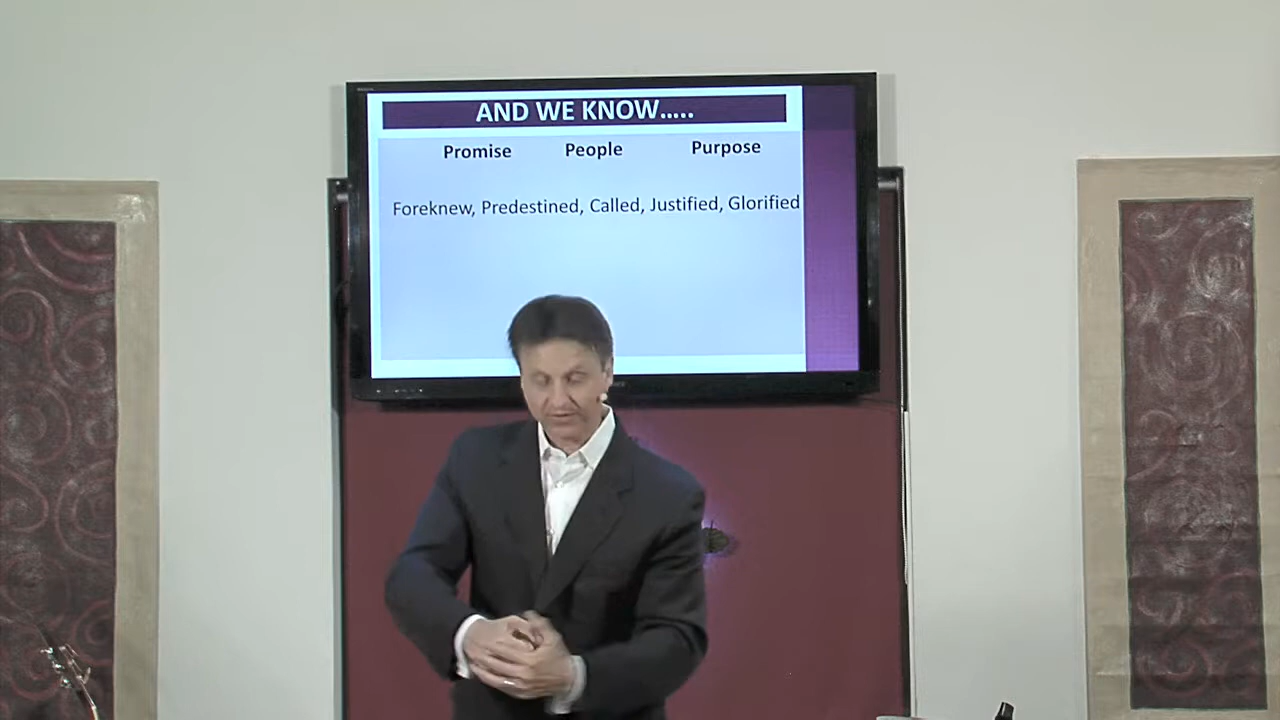 AND WE KNOW.....
Promise People Purpose
Foreknew, Predestined, Called, Justified, Glorified